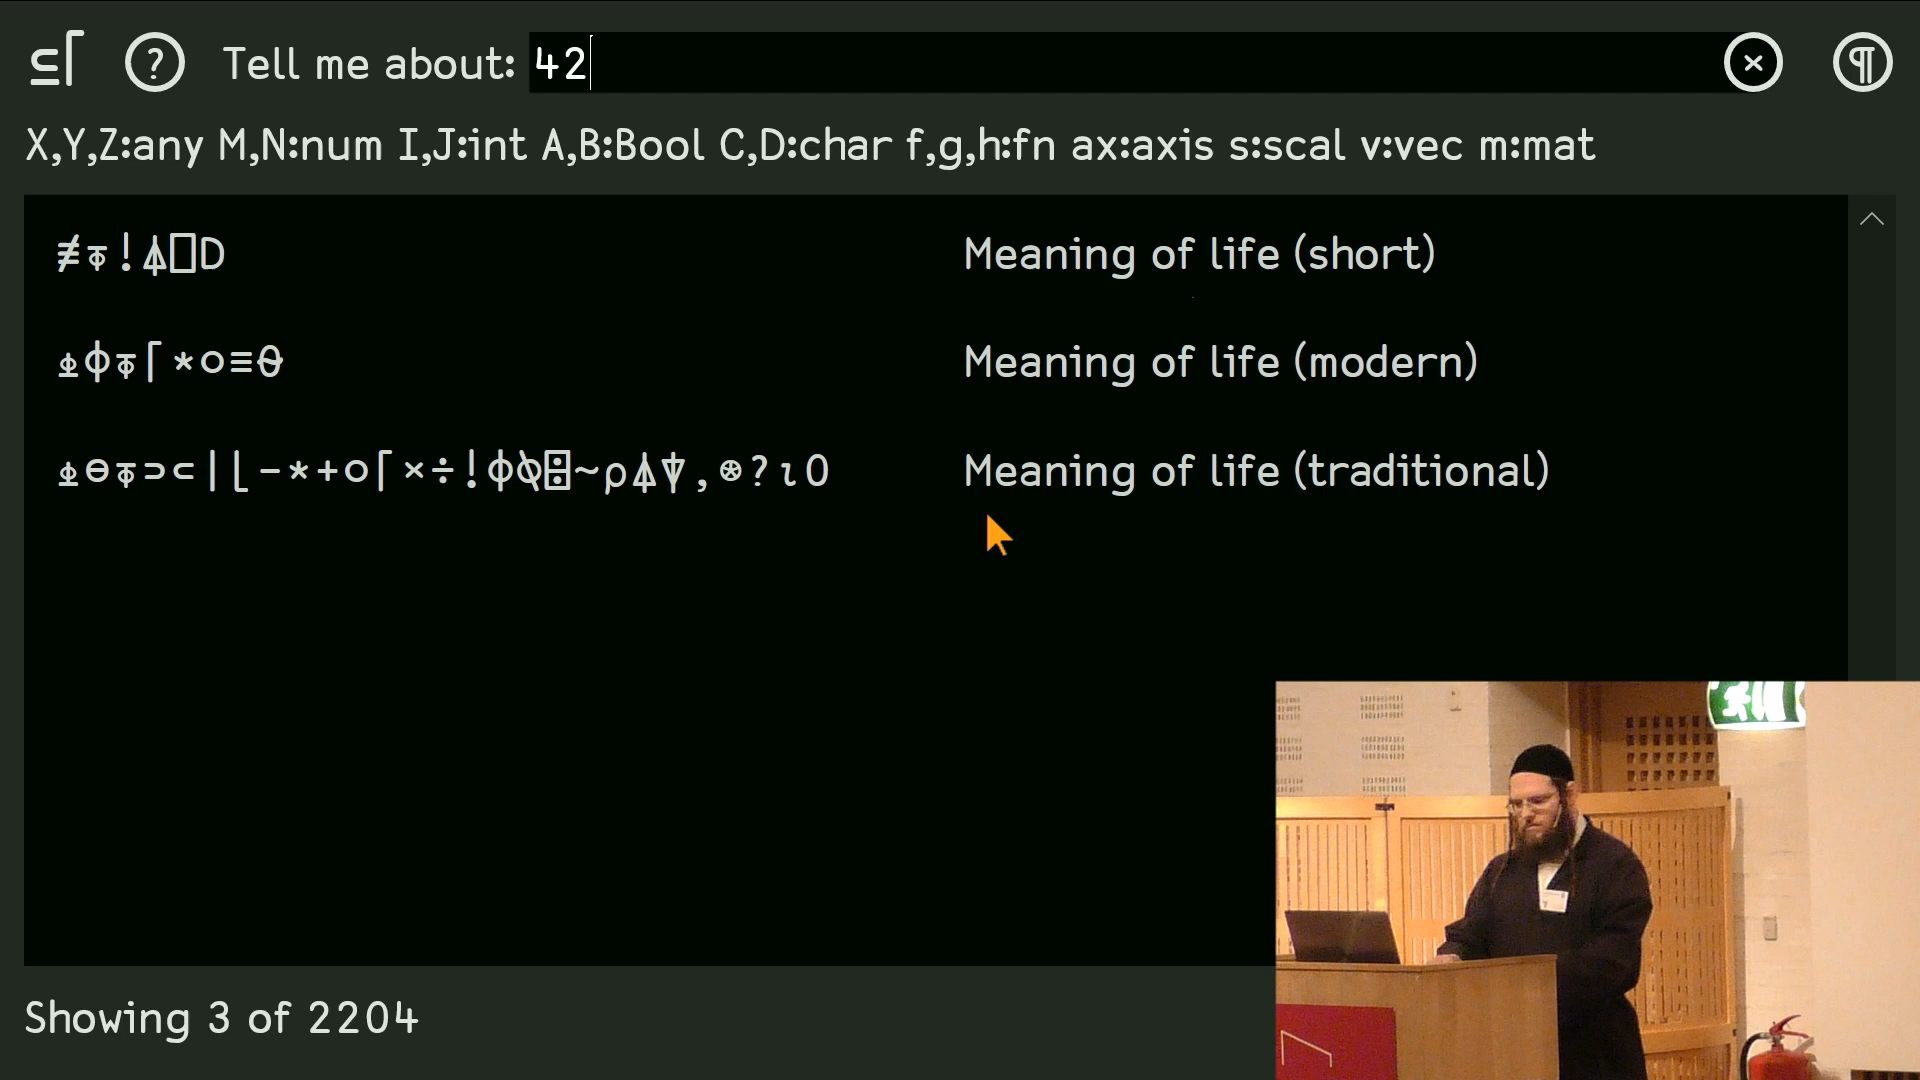 ⊆⌈ ? Tell me about: 42 × ¶
X,Y,Z:any M,N:num I,J:int A,B:Bool C,D:char f,g,h:fn ax:axis s:scal v:vec m:mat
≢⍕!⍋⎕D Meaning of life (short)
⍎⌽⍕⌈*○≡⍬ Meaning of life (modern)
⍎⊖⍕⊃⊂|⌊-*+○⌈×÷!⌽⍉⌹~⍴⍋⍒,⍟?⍳0 Meaning of life (traditional)
Showing 3 of 2204